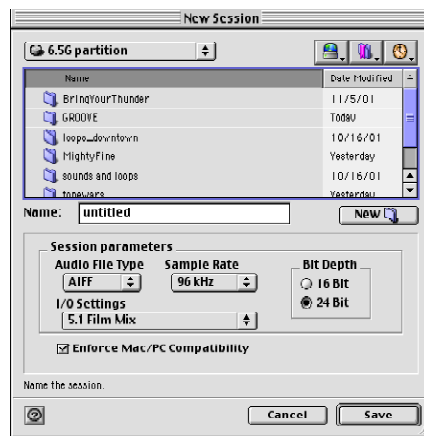 New Session
6.5G partition
Name Date Modified
BringYourThunder 11/5/01
GROOVE Today
loops_downtown 10/16/01
MightyFine Yesterday
sounds and loops 10/16/01
tonewars Yesterday
Name: untitled New
Session parameters
Audio File Type Sample Rate Bit Depth
AIFF 96 kHz 16 Bit
I/O Settings 24 Bit
5.1 Film Mix
Enforce Mac/PC Compatibility
Name the session.
Cancel Save